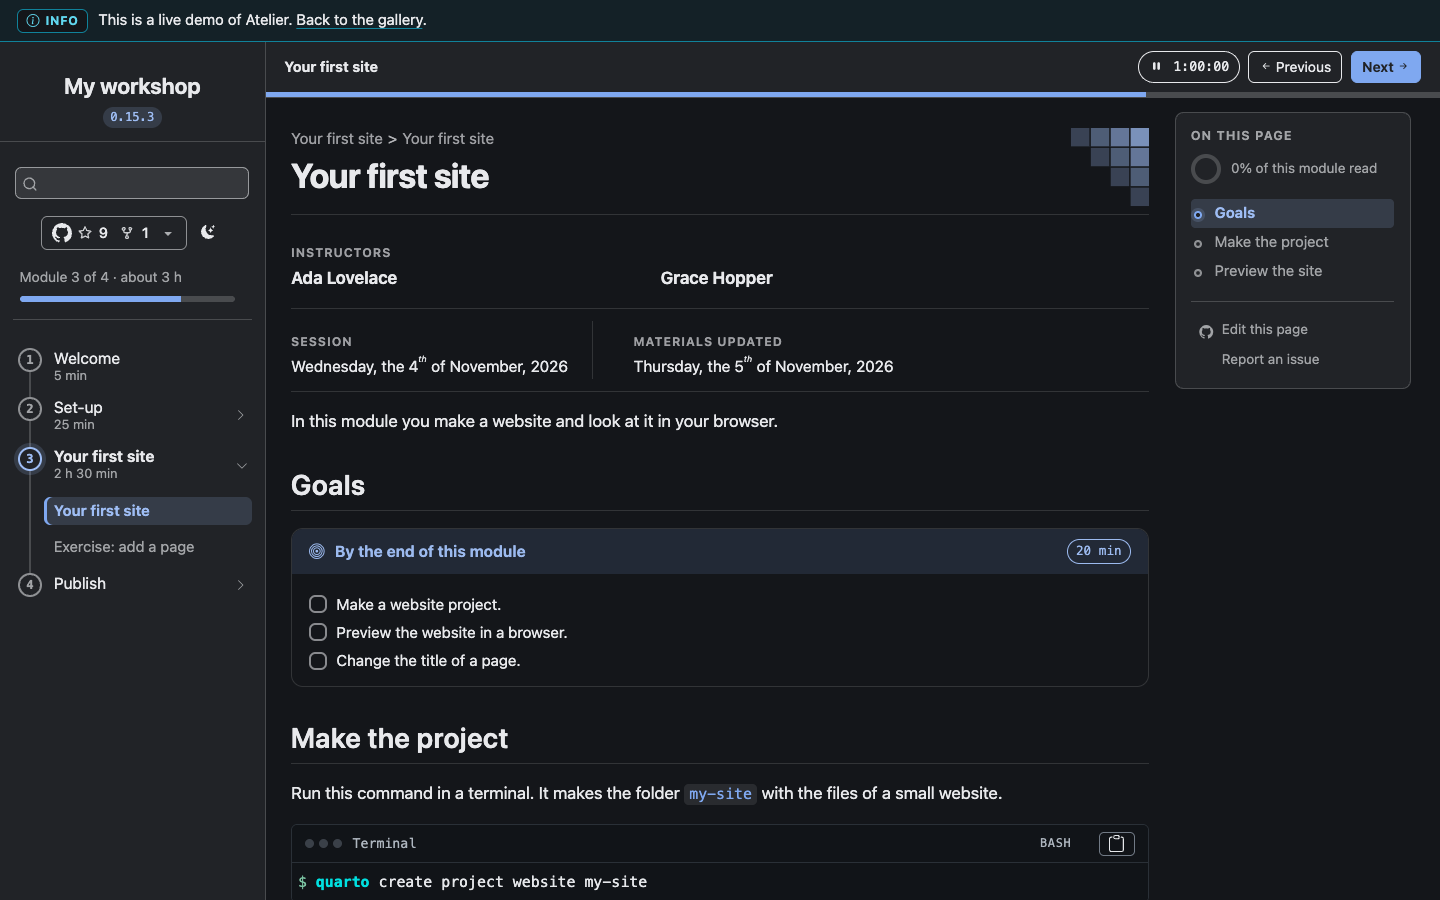 INFO This is a live demo of Atelier. Back to the gallery.
My workshop
0.15.3
9 1
Module 3 of 4 · about 3 h
1 Welcome
5 min
2 Set-up
25 min
3 Your first site
2 h 30 min
Your first site
Exercise: add a page
4 Publish
Your first site
1:00:00
← Previous
Next →
Your first site > Your first site
Your first site
INSTRUCTORS
Ada Lovelace Grace Hopper
SESSION
Wednesday, the 4th of November, 2026
MATERIALS UPDATED
Thursday, the 5th of November, 2026
In this module you make a website and look at it in your browser.
Goals
By the end of this module 20 min
Make a website project.
Preview the website in a browser.
Change the title of a page.
Make the project
Run this command in a terminal. It makes the folder my-site with the files of a small website.
Terminal BASH
$ quarto create project website my-site
ON THIS PAGE
0% of this module read
Goals
Make the project
Preview the site
Edit this page
Report an issue